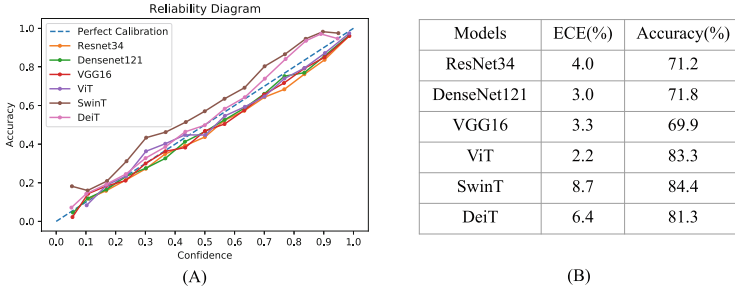 Reliability Diagram
Perfect Calibration
Resnet34
Densenet121
VGG16
ViT
SwinT
DeiT
Accuracy
1.0
0.8
0.6
0.4
0.2
0.0
0.0 0.1 0.2 0.3 0.4 0.5 0.6 0.7 0.8 0.9 1.0
Confidence
(A)
Models ECE(%) Accuracy(%)
ResNet34 4.0 71.2
DenseNet121 3.0 71.8
VGG16 3.3 69.9
ViT 2.2 83.3
SwinT 8.7 84.4
DeiT 6.4 81.3
(B)